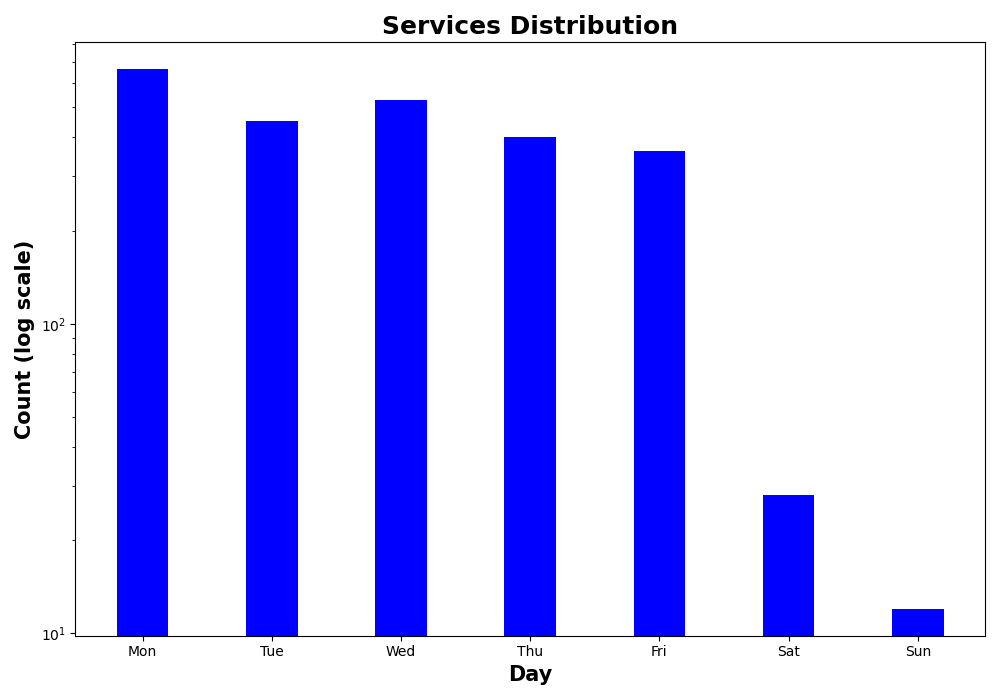 Services Distribution
Count (log scale)
10²
10¹
Mon Tue Wed Thu Fri Sat Sun
Day